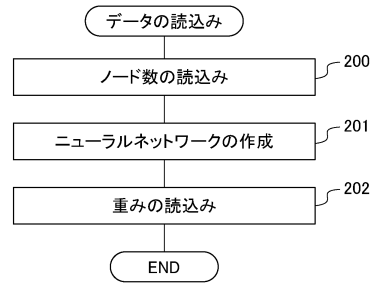 データの読込み
ノード数の読込み
200
ニューラルネットワークの作成
201
重みの読込み
202
END